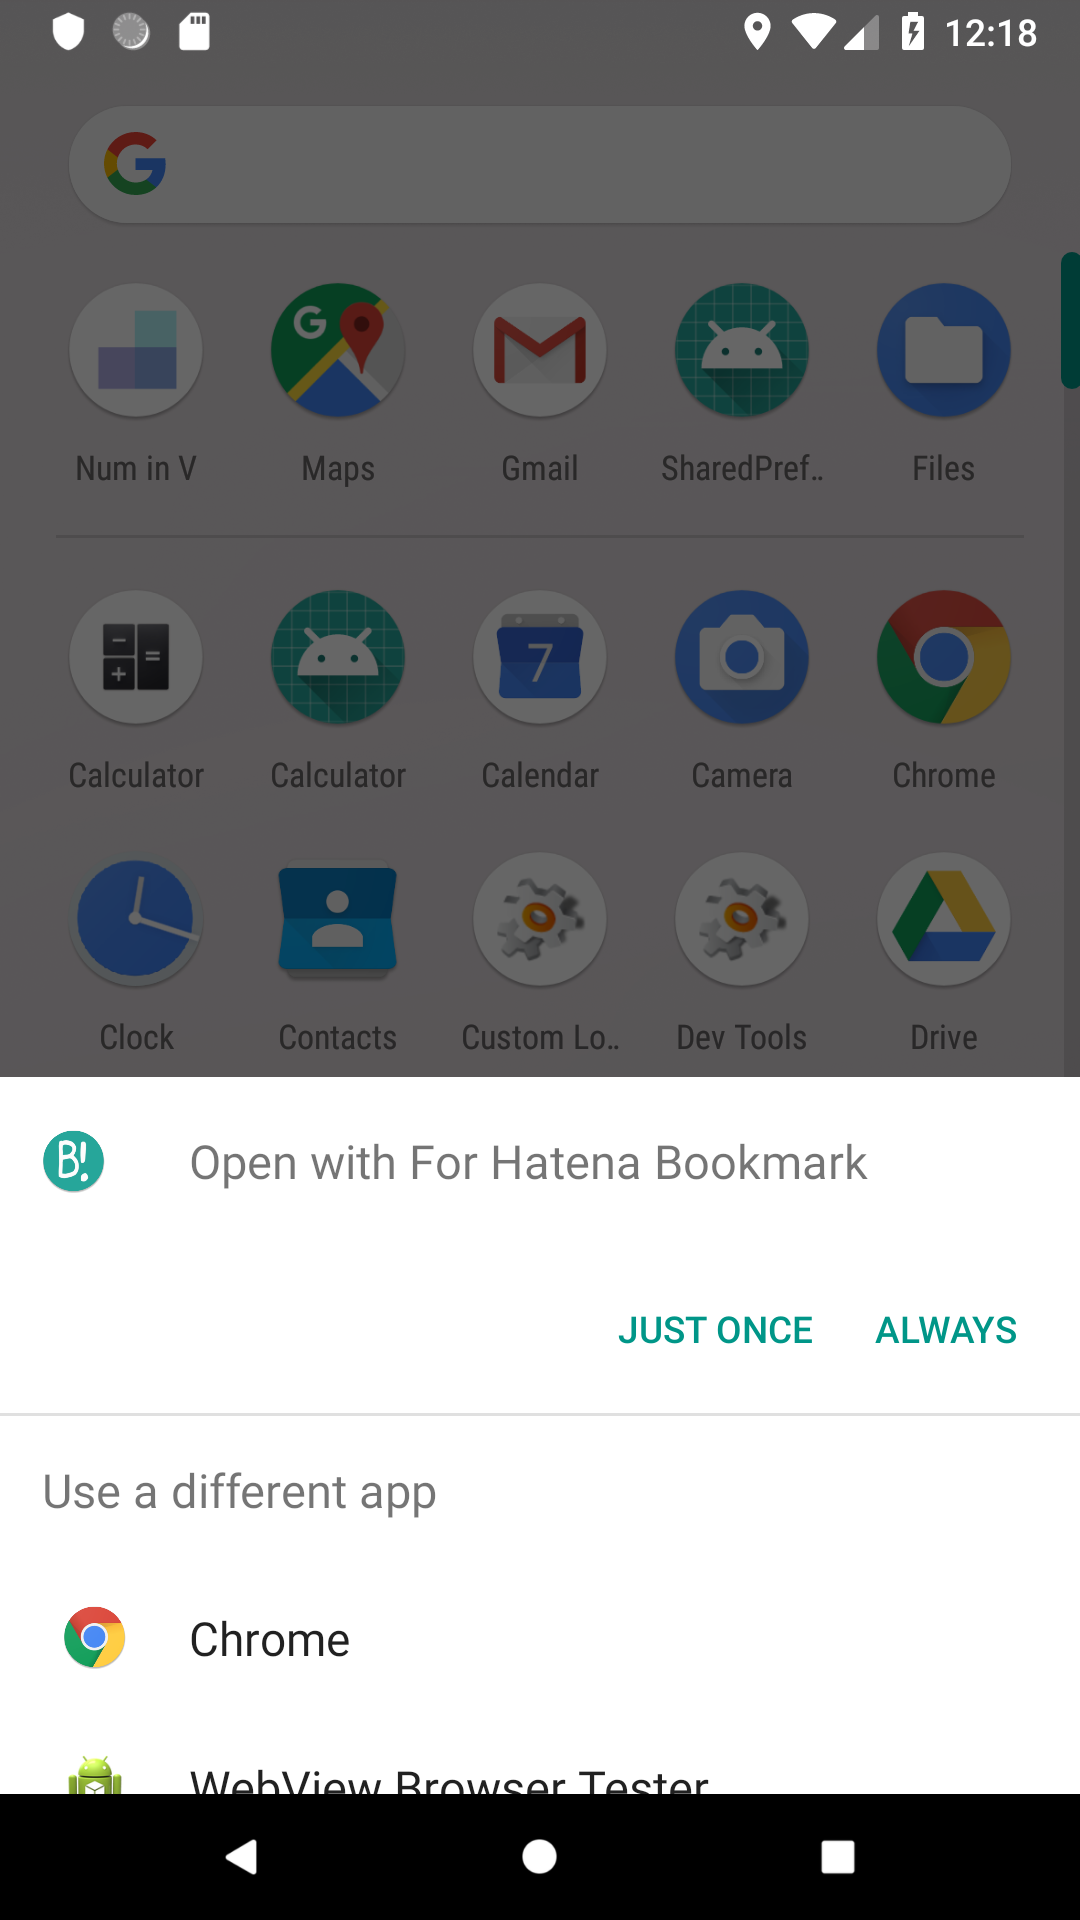 12:18
Num in V
Maps
Gmail
SharedPref..
Files
Calculator
Calculator
7
Calendar
Camera
Chrome
Clock
Contacts
Custom Lo..
Dev Tools
Drive
B!
Open with For Hatena Bookmark
JUST ONCE
ALWAYS
Use a different app
Chrome
WebView Browser Tester